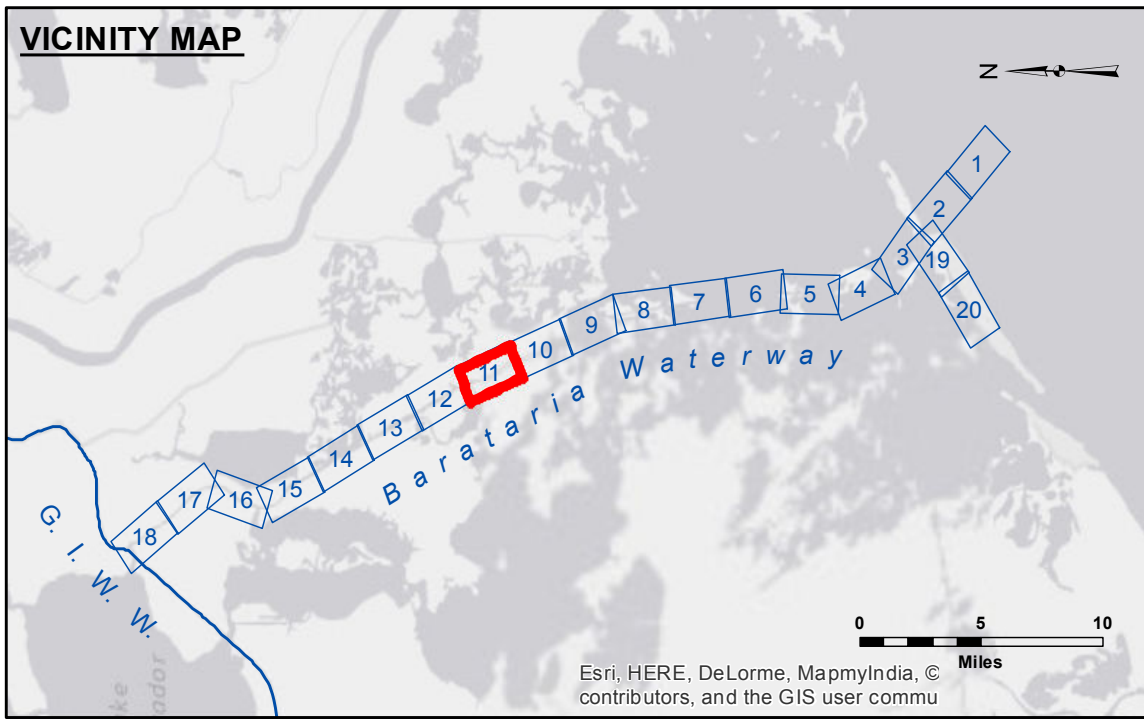 VICINITY MAP
N
1
2
3
19
4
20
5
6
7
8
9
10
11
12
13
14
15
16
17
18
Barataria Waterway
G. I. W. W.
0 5 10
Miles
Esri, HERE, DeLorme, MapmyIndia, ©
contributors, and the GIS user commu